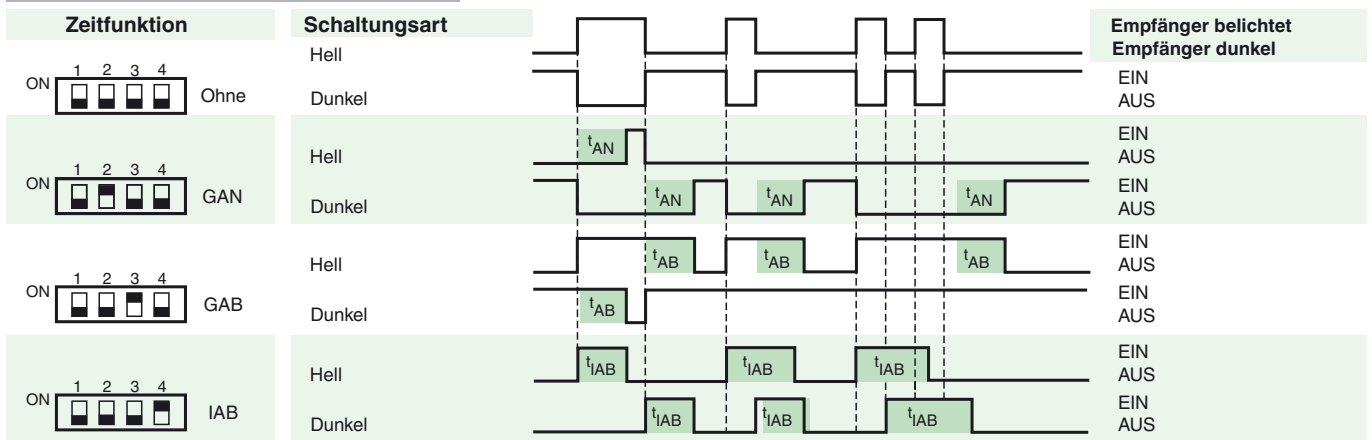 Zeitfunktion Schaltungsart Empfänger belichtet
Hell Empfänger dunkel
1 2 3 4 EIN
ON Ohne Dunkel AUS
Hell tAN EIN
AUS
1 2 3 4
ON GAN Dunkel tAN tAN tAN EIN
AUS
Hell tAB tAB tAB EIN
AUS
1 2 3 4
ON GAB Dunkel tAB EIN
AUS
Hell tIAB tIAB tIAB EIN
AUS
1 2 3 4
ON IAB Dunkel tIAB tIAB tIAB EIN
AUS